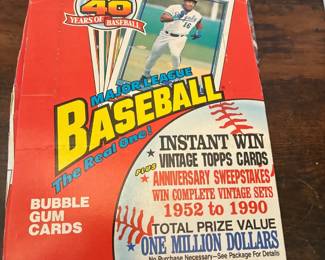 40
YEARS OF BASEBALL
MAJOR LEAGUE
BASEBALL
The Real One!
BUBBLE
GUM
CARDS
INSTANT WIN
VINTAGE TOPPS CARDS
PLUS
ANNIVERSARY SWEEPSTAKES
WIN COMPLETE VINTAGE SETS
1952 to 1990
TOTAL PRIZE VALUE
ONE MILLION DOLLARS
No Purchase Necessary—See Package For Details
16